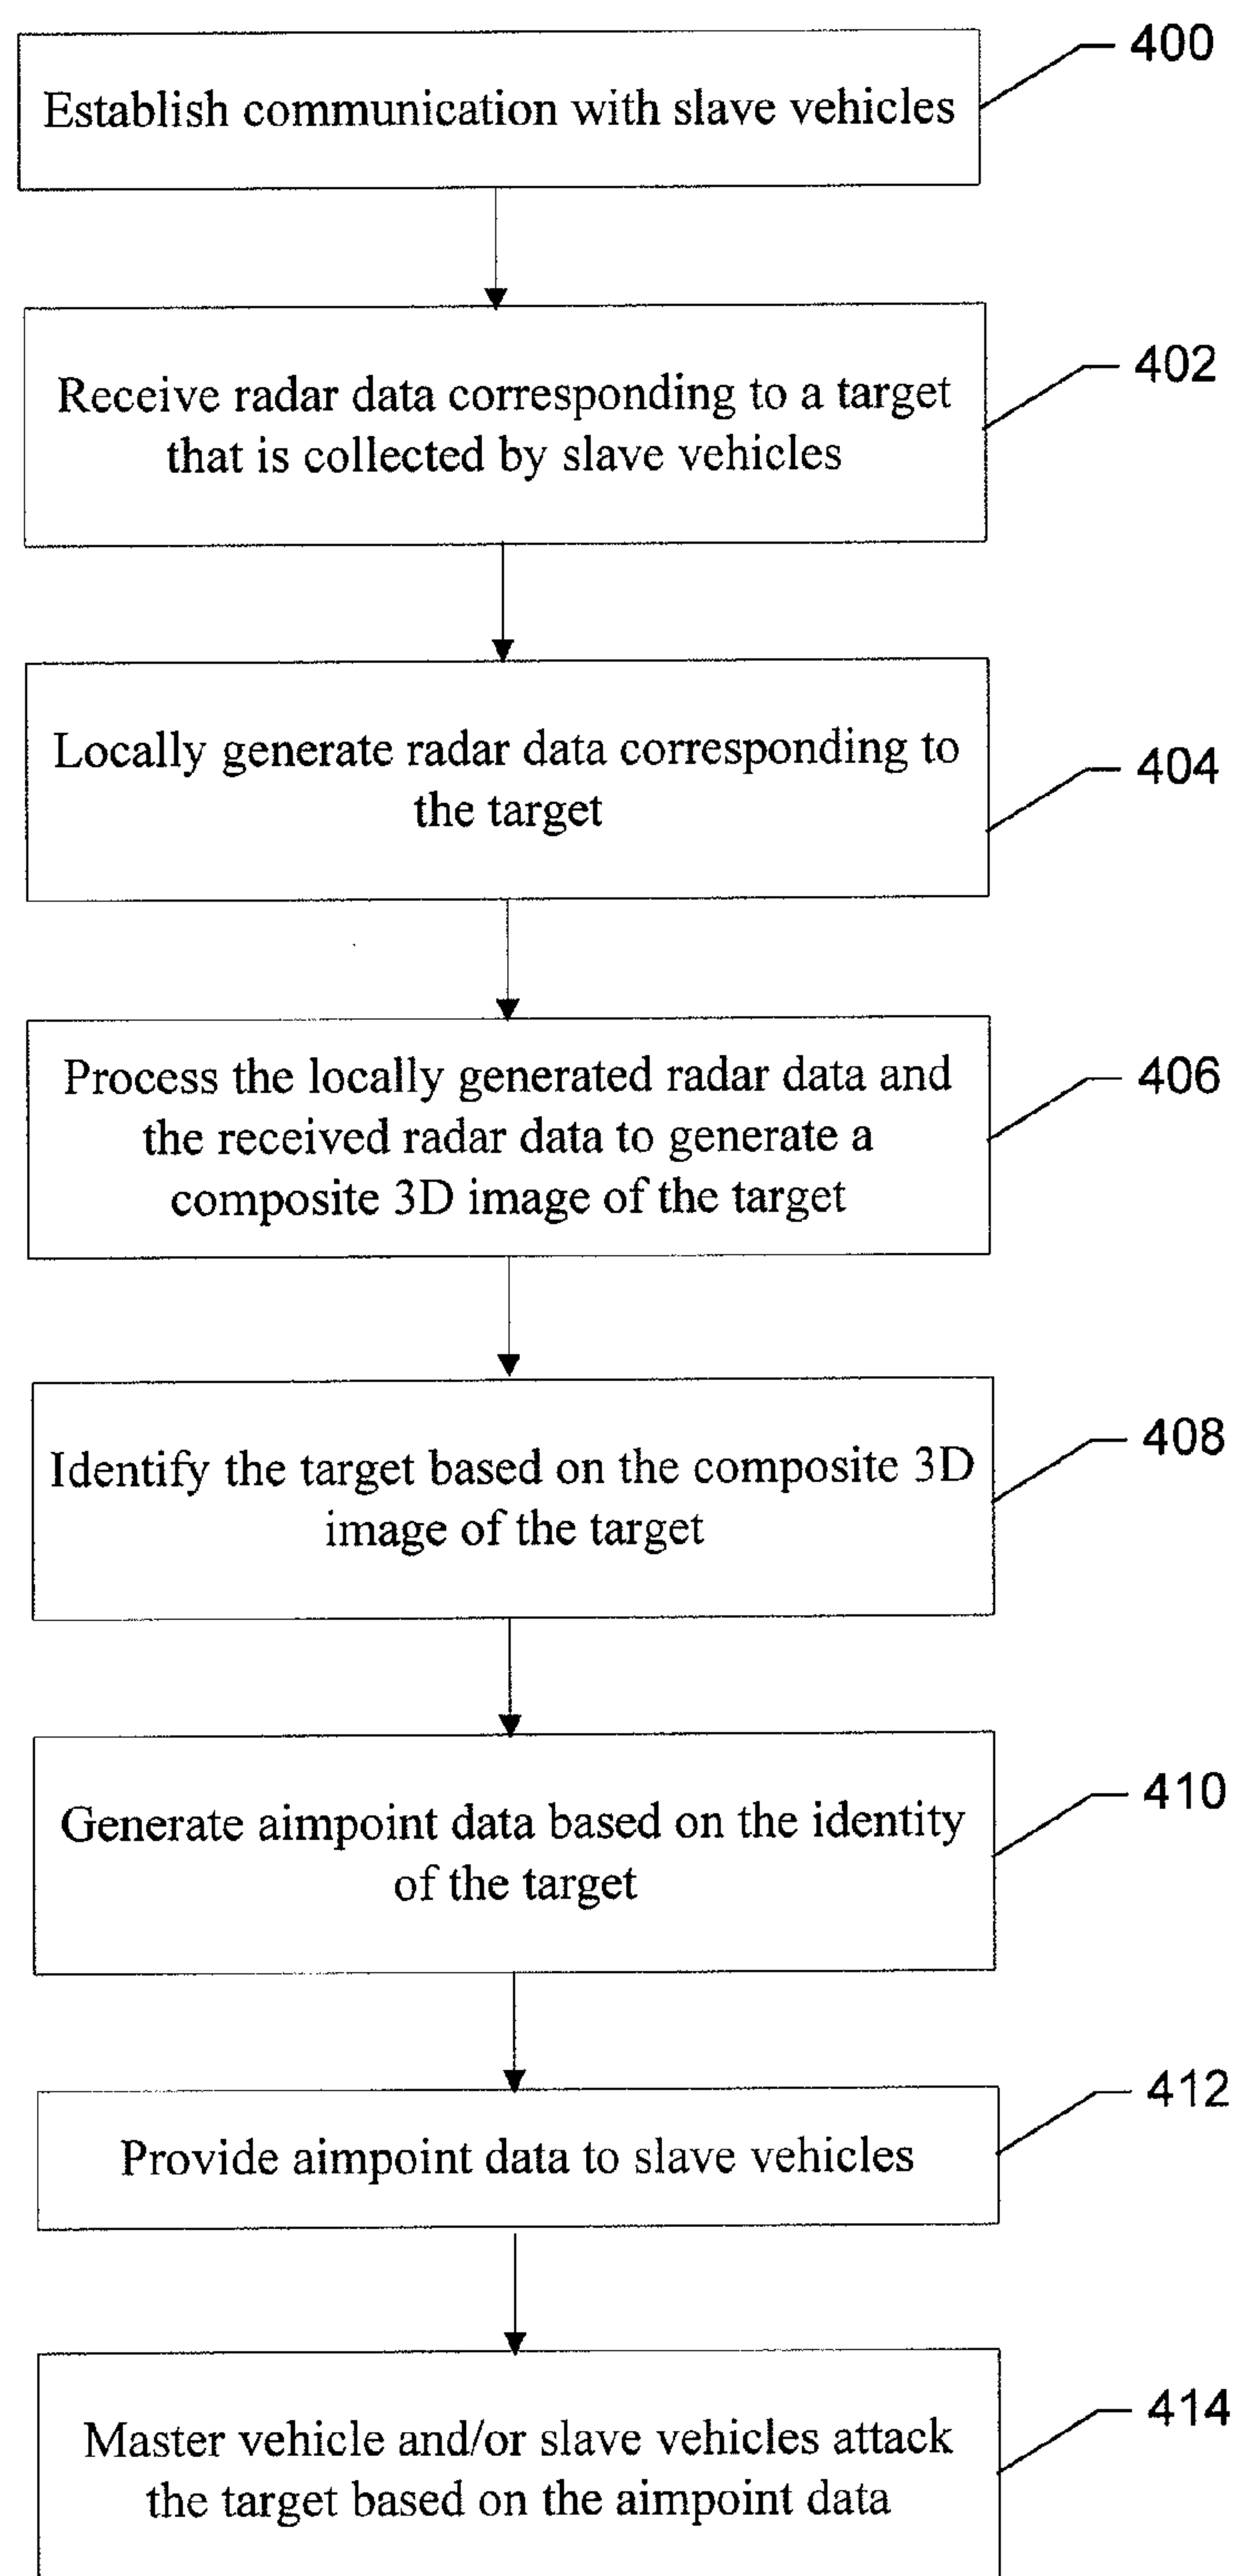 400
Establish communication with slave vehicles
402
Receive radar data corresponding to a target
that is collected by slave vehicles
404
Locally generate radar data corresponding to
the target
406
Process the locally generated radar data and
the received radar data to generate a
composite 3D image of the target
408
Identify the target based on the composite 3D
image of the target
410
Generate aimpoint data based on the identity
of the target
412
Provide aimpoint data to slave vehicles
414
Master vehicle and/or slave vehicles attack
the target based on the aimpoint data